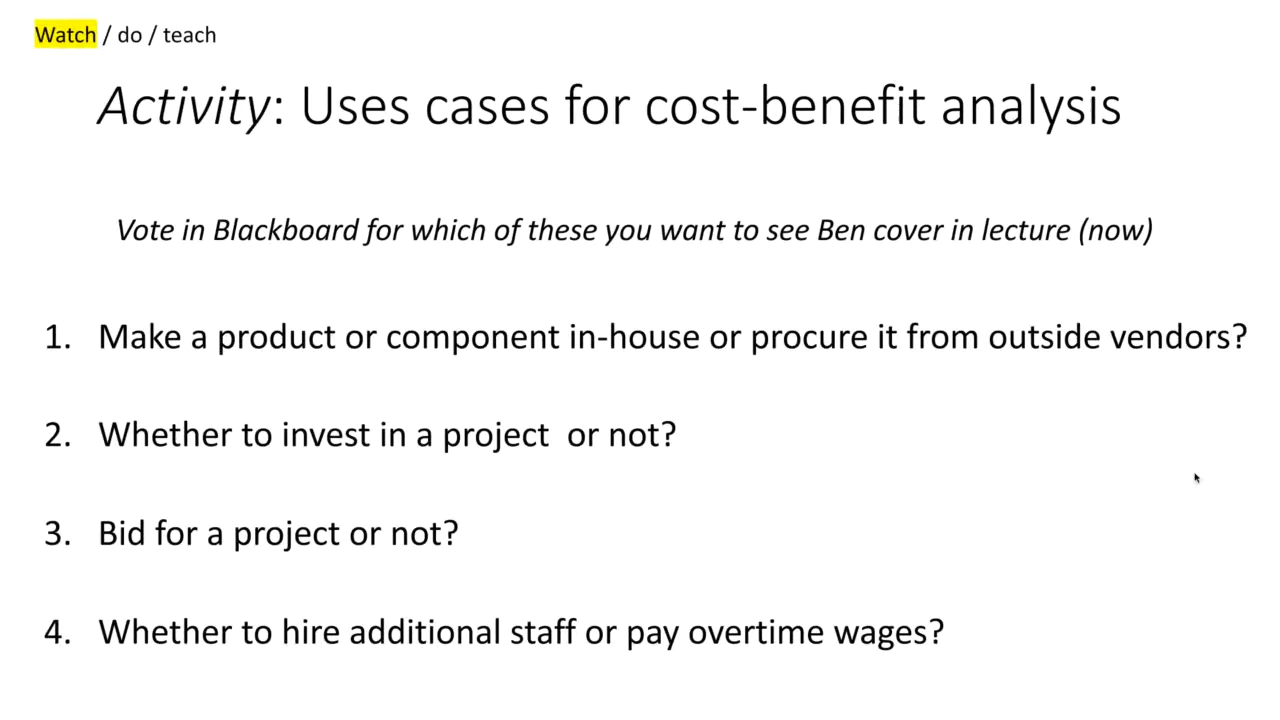 Watch / do / teach
Activity: Uses cases for cost-benefit analysis
Vote in Blackboard for which of these you want to see Ben cover in lecture (now)
1. Make a product or component in-house or procure it from outside vendors?
2. Whether to invest in a project  or not?
3. Bid for a project or not?
4. Whether to hire additional staff or pay overtime wages?